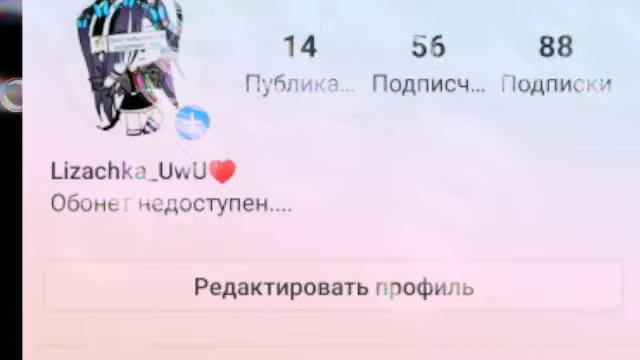 14 56 88
Публика... Подписч... Подписки
Lizachka_UwU❤️
Обонет недоступен....
Редактировать профиль